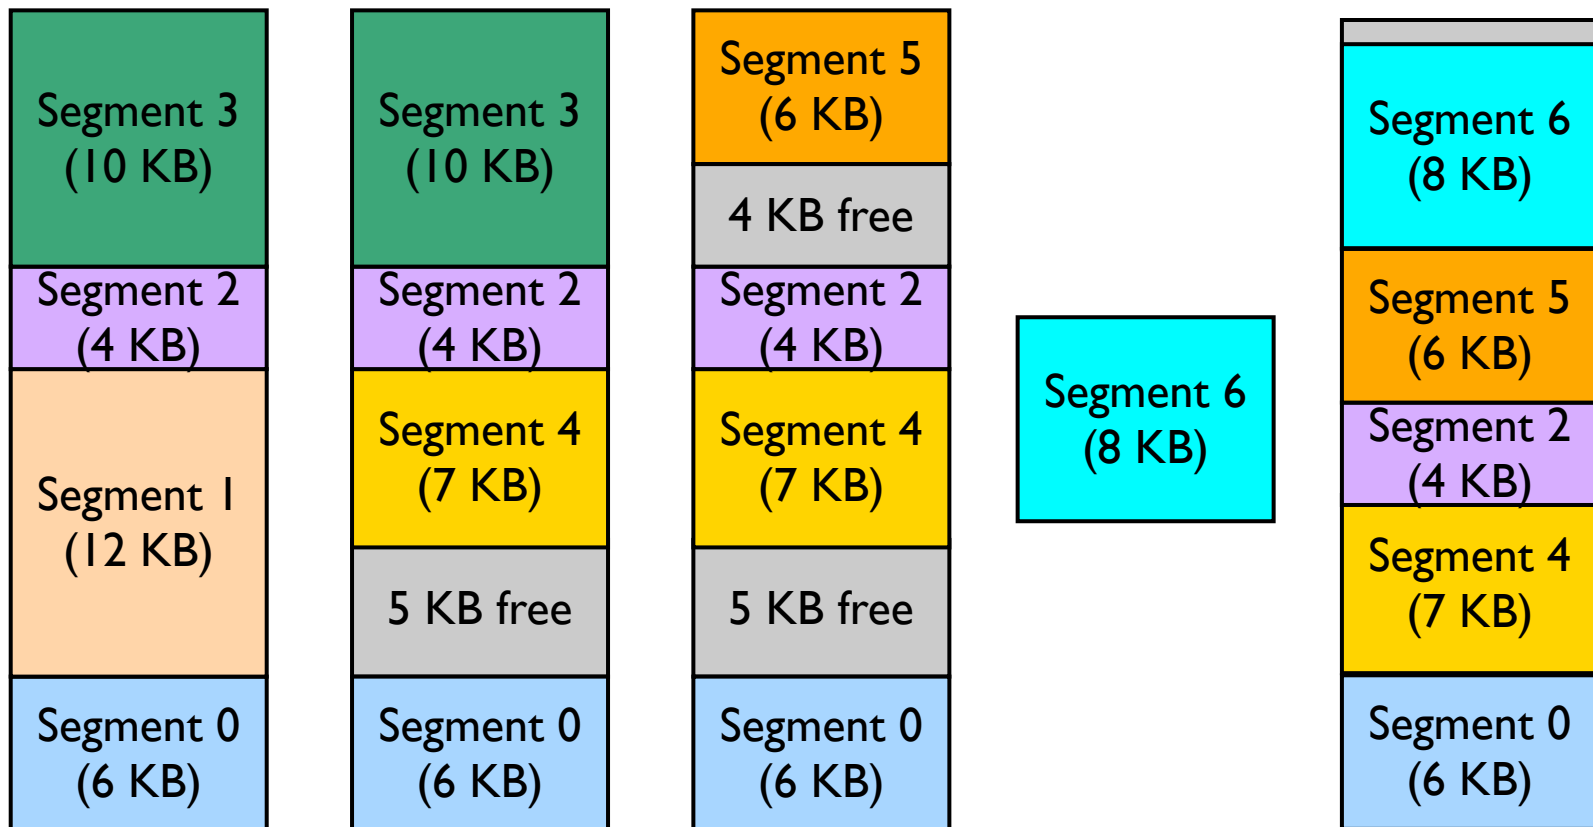 Segment 3
(10 KB)
Segment 2
(4 KB)
Segment 1
(12 KB)
Segment 0
(6 KB)
Segment 3
(10 KB)
Segment 2
(4 KB)
Segment 4
(7 KB)
5 KB free
Segment 0
(6 KB)
Segment 5
(6 KB)
4 KB free
Segment 2
(4 KB)
Segment 4
(7 KB)
5 KB free
Segment 0
(6 KB)
Segment 6
(8 KB)
Segment 6
(8 KB)
Segment 5
(6 KB)
Segment 2
(4 KB)
Segment 4
(7 KB)
Segment 0
(6 KB)